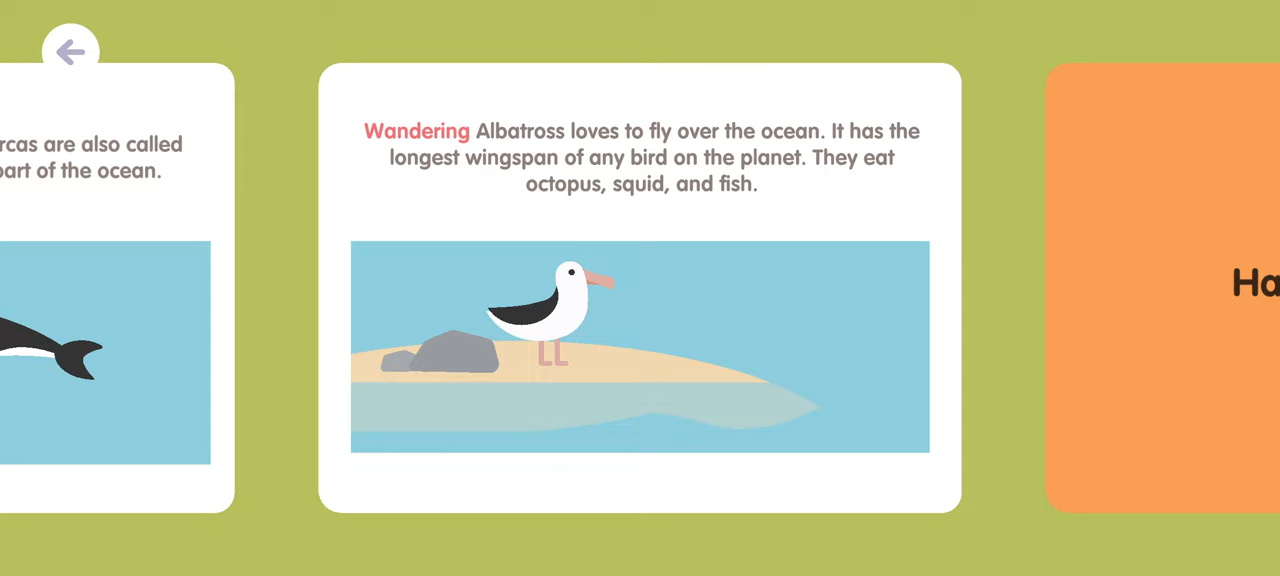 rcas are also called
part of the ocean.
Wandering Albatross loves to fly over the ocean. It has the
longest wingspan of any bird on the planet. They eat
octopus, squid, and fish.
Ha